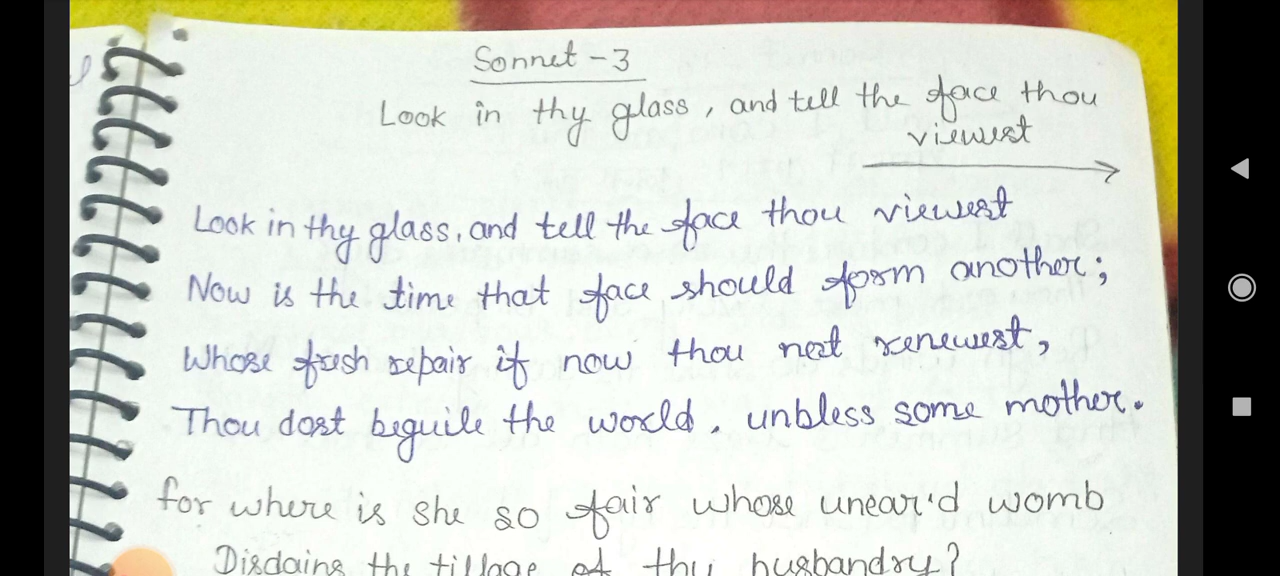 Sonnet - 3
Look in thy glass, and tell the face thou
viewest
Look in thy glass, and tell the face thou viewest
Now is the time that face should form another;
Whose fresh repair if now thou not renewest,
Thou dost beguile the world, unbless some mother.
for where is she so fair whose unear'd womb
Disdains the tillage of thy husbandry?